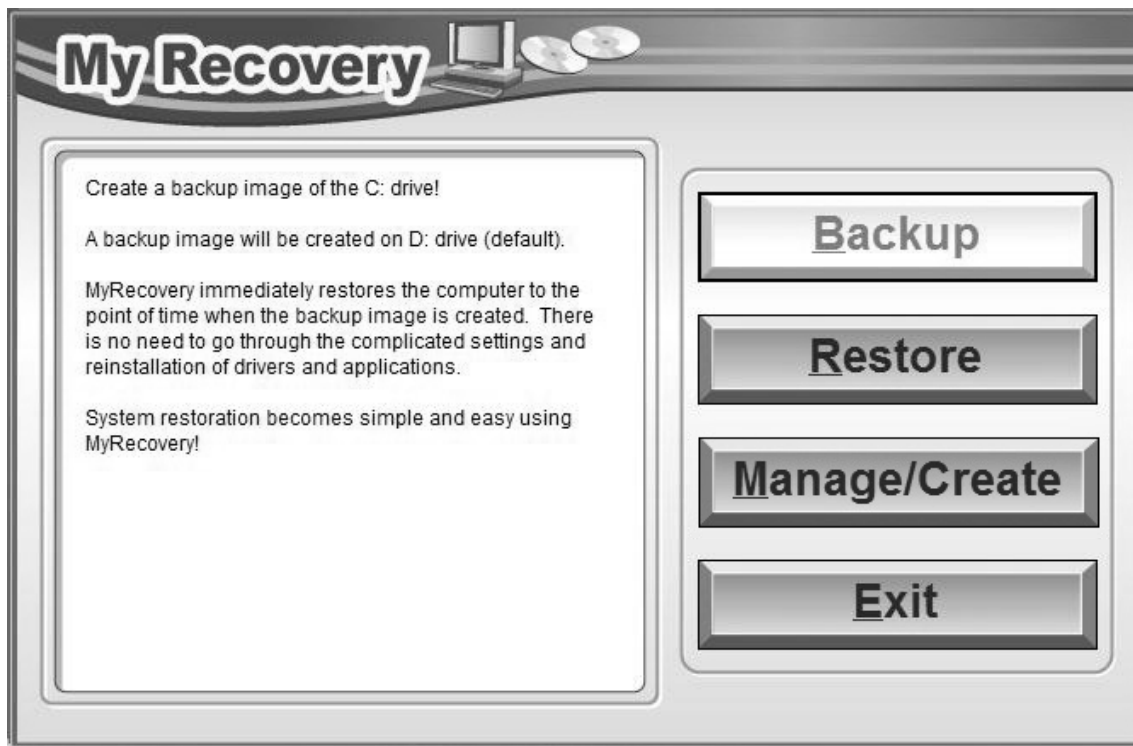 My Recovery
Create a backup image of the C: drive!
A backup image will be created on D: drive (default).
MyRecovery immediately restores the computer to the
point of time when the backup image is created.  There
is no need to go through the complicated settings and
reinstallation of drivers and applications.
System restoration becomes simple and easy using
MyRecovery!
Backup
Restore
Manage/Create
Exit